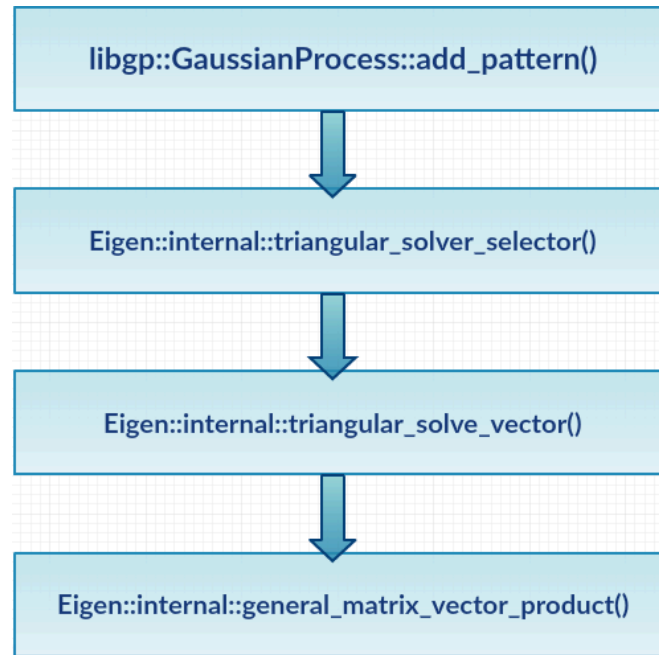 libgp::GaussianProcess::add_pattern()
Eigen::internal::triangular_solver_selector()
Eigen::internal::triangular_solve_vector()
Eigen::internal::general_matrix_vector_product()